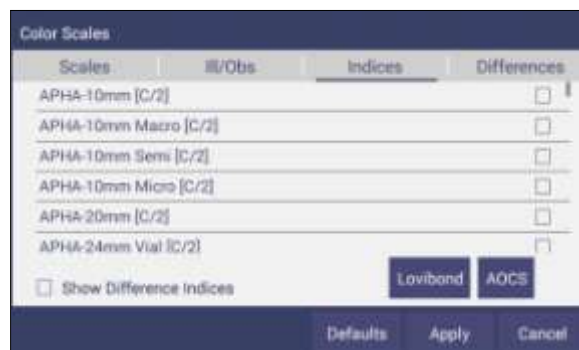 Color Scales
Scales Ill/Obs Indices Differences
APHA-10mm [C/2]
APHA-10mm Macro [C/2]
APHA-10mm Semi [C/2]
APHA-10mm Micro [C/2]
APHA-20mm [C/2]
APHA-24mm Vial [C/2]
Show Difference Indices
Lovibond AOCS
Defaults Apply Cancel